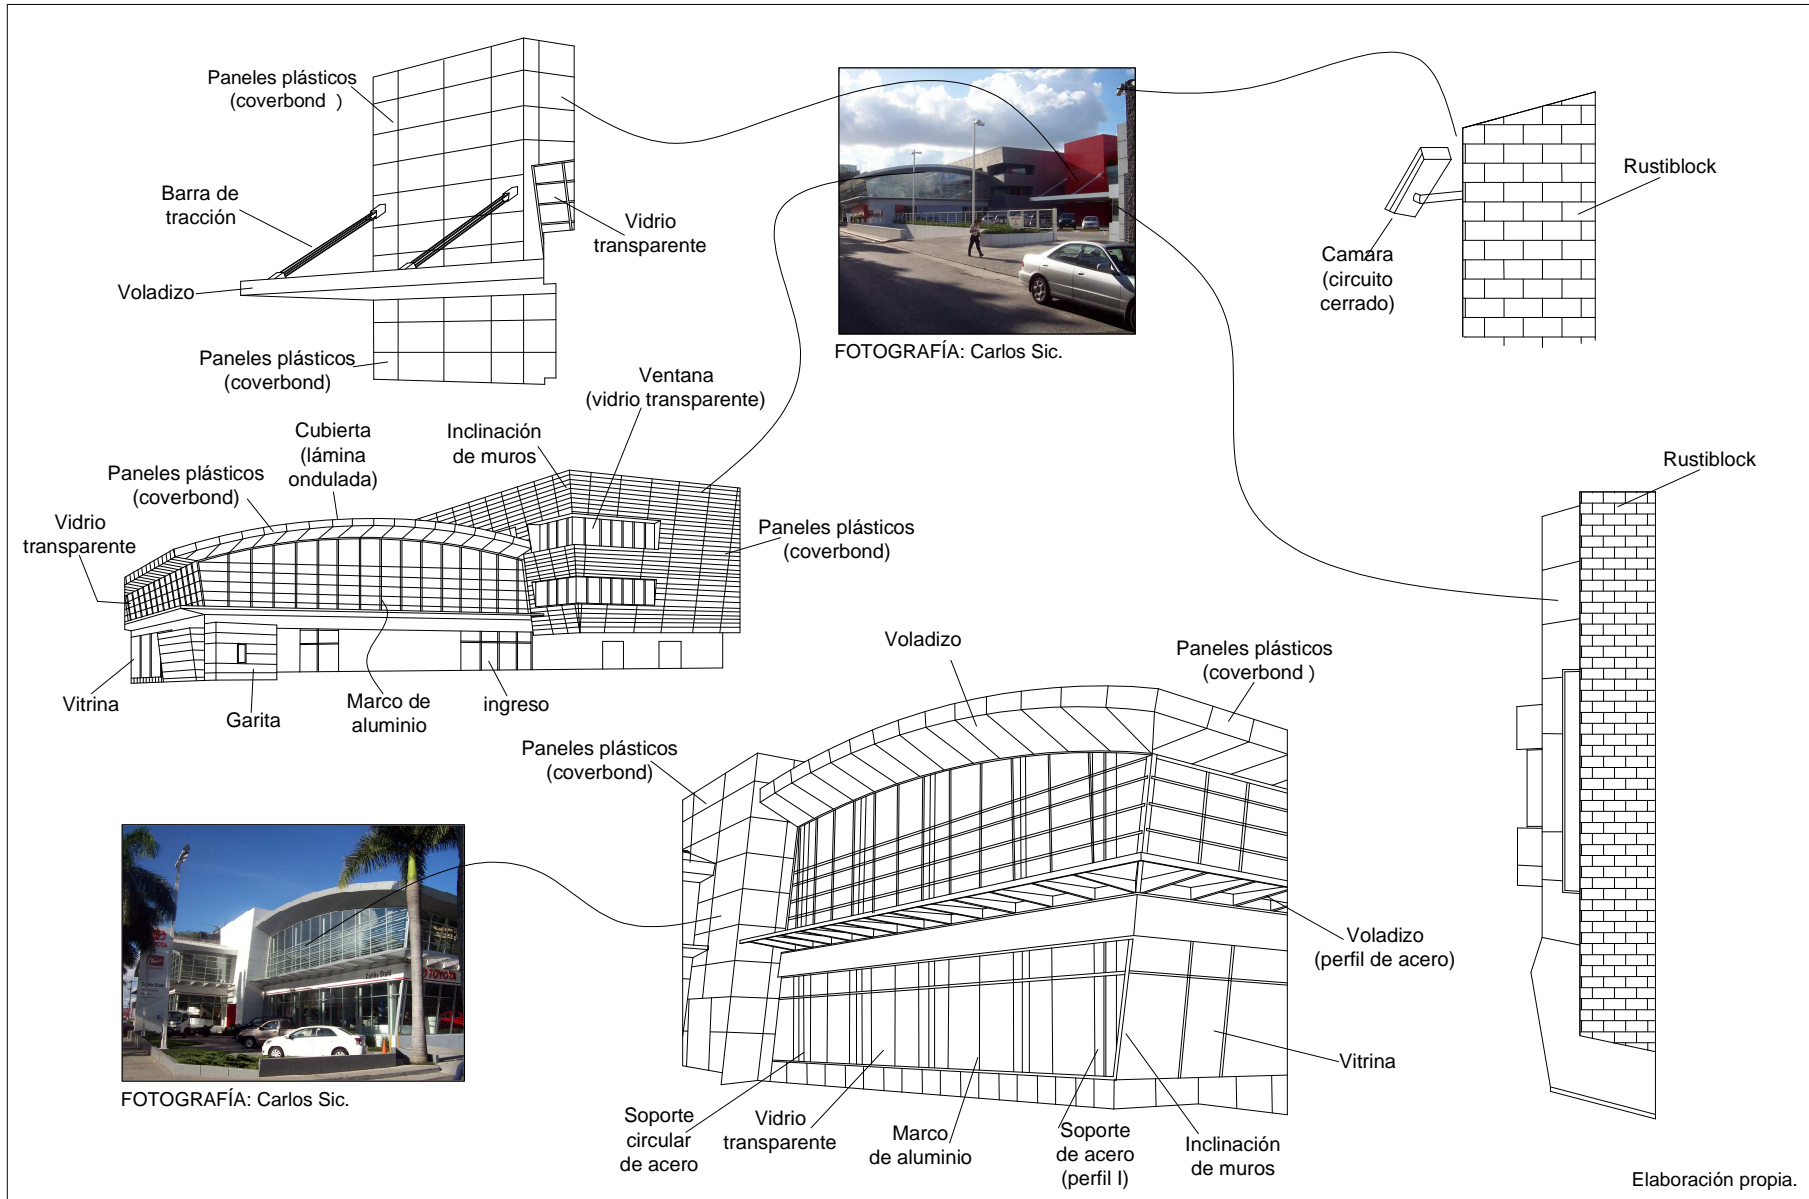 Paneles plásticos
(coverbond )
Barra de
tracción
Voladizo
Vidrio
transparente
Paneles plásticos
(coverbond)
FOTOGRAFÍA: Carlos Sic.
Rustiblock
Camara
(circuito
cerrado)
Ventana
(vidrio transparente)
Inclinación
de muros
Cubierta
(lámina
ondulada)
Paneles plásticos
(coverbond)
Vidrio
transparente
Paneles plásticos
(coverbond)
Vitrina
Garita
Marco de
aluminio
ingreso
Rustiblock
Voladizo
Paneles plásticos
(coverbond )
Paneles plásticos
(coverbond)
Voladizo
(perfil de acero)
Vitrina
TOYOTA
FOTOGRAFÍA: Carlos Sic.
Soporte
circular
de acero
Vidrio
transparente
Marco
de aluminio
Soporte
de acero
(perfil I)
Inclinación
de muros
Elaboración propia.